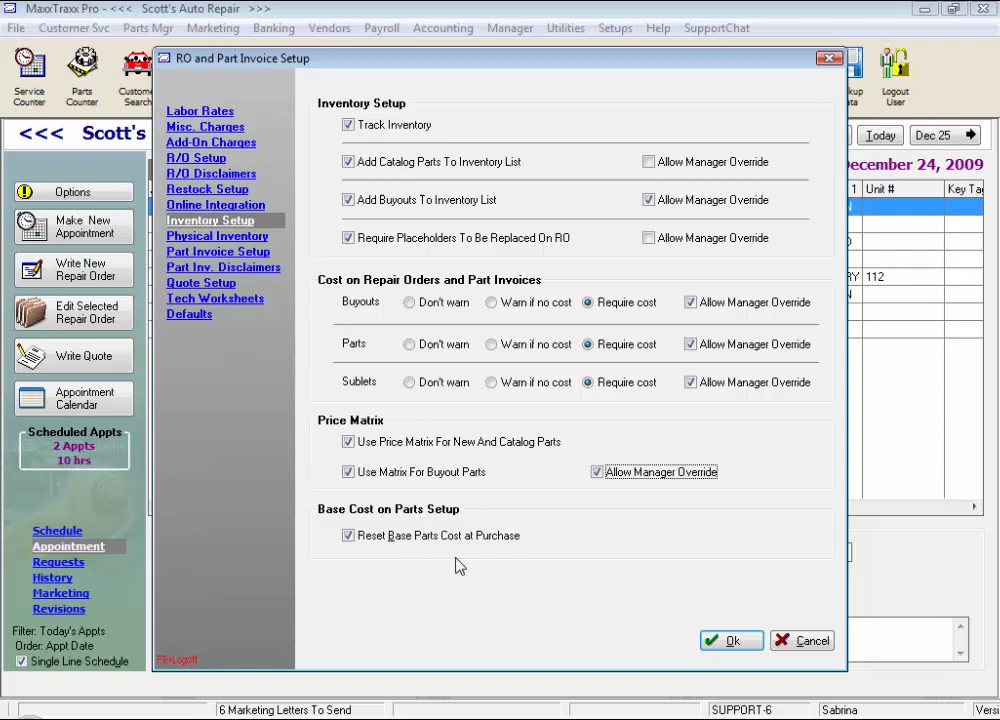 MaxxTraxx Pro - <<< Scott's Auto Repair >>>
File Customer Svc Parts Mgr Marketing Banking Vendors Payroll Accounting Manager Utilities Setups Help SupportChat
Service Counter
Parts Counter
Search
Logout User
<<< Scott's
Today Dec 25
December 24, 2009
Unit # Key Tag
112
Options
Make New Appointment
Write New Repair Order
Edit Selected Repair Order
Write Quote
Appointment Calendar
Scheduled Appts
2 Appts
10 hrs
Schedule
Appointment
Requests
History
Marketing
Revisions
Filter: Today's Appts
Order: Appt Date
Single Line Schedule
RO and Part Invoice Setup
Labor Rates
Misc. Charges
Add-On Charges
R/O Setup
R/O Disclaimers
Restock Setup
Online Integration
Inventory Setup
Physical Inventory
Part Invoice Setup
Part Inv. Disclaimers
Quote Setup
Tech Worksheets
Defaults
F9=Logoff
Inventory Setup
Track Inventory
Add Catalog Parts To Inventory List Allow Manager Override
Add Buyouts To Inventory List Allow Manager Override
Require Placeholders To Be Replaced On RO Allow Manager Override
Cost on Repair Orders and Part Invoices
Buyouts Don't warn Warn if no cost Require cost Allow Manager Override
Parts Don't warn Warn if no cost Require cost Allow Manager Override
Sublets Don't warn Warn if no cost Require cost Allow Manager Override
Price Matrix
Use Price Matrix For New And Catalog Parts
Use Matrix For Buyout Parts Allow Manager Override
Base Cost on Parts Setup
Reset Base Parts Cost at Purchase
Ok Cancel
6 Marketing Letters To Send SUPPORT-6 Sabrina